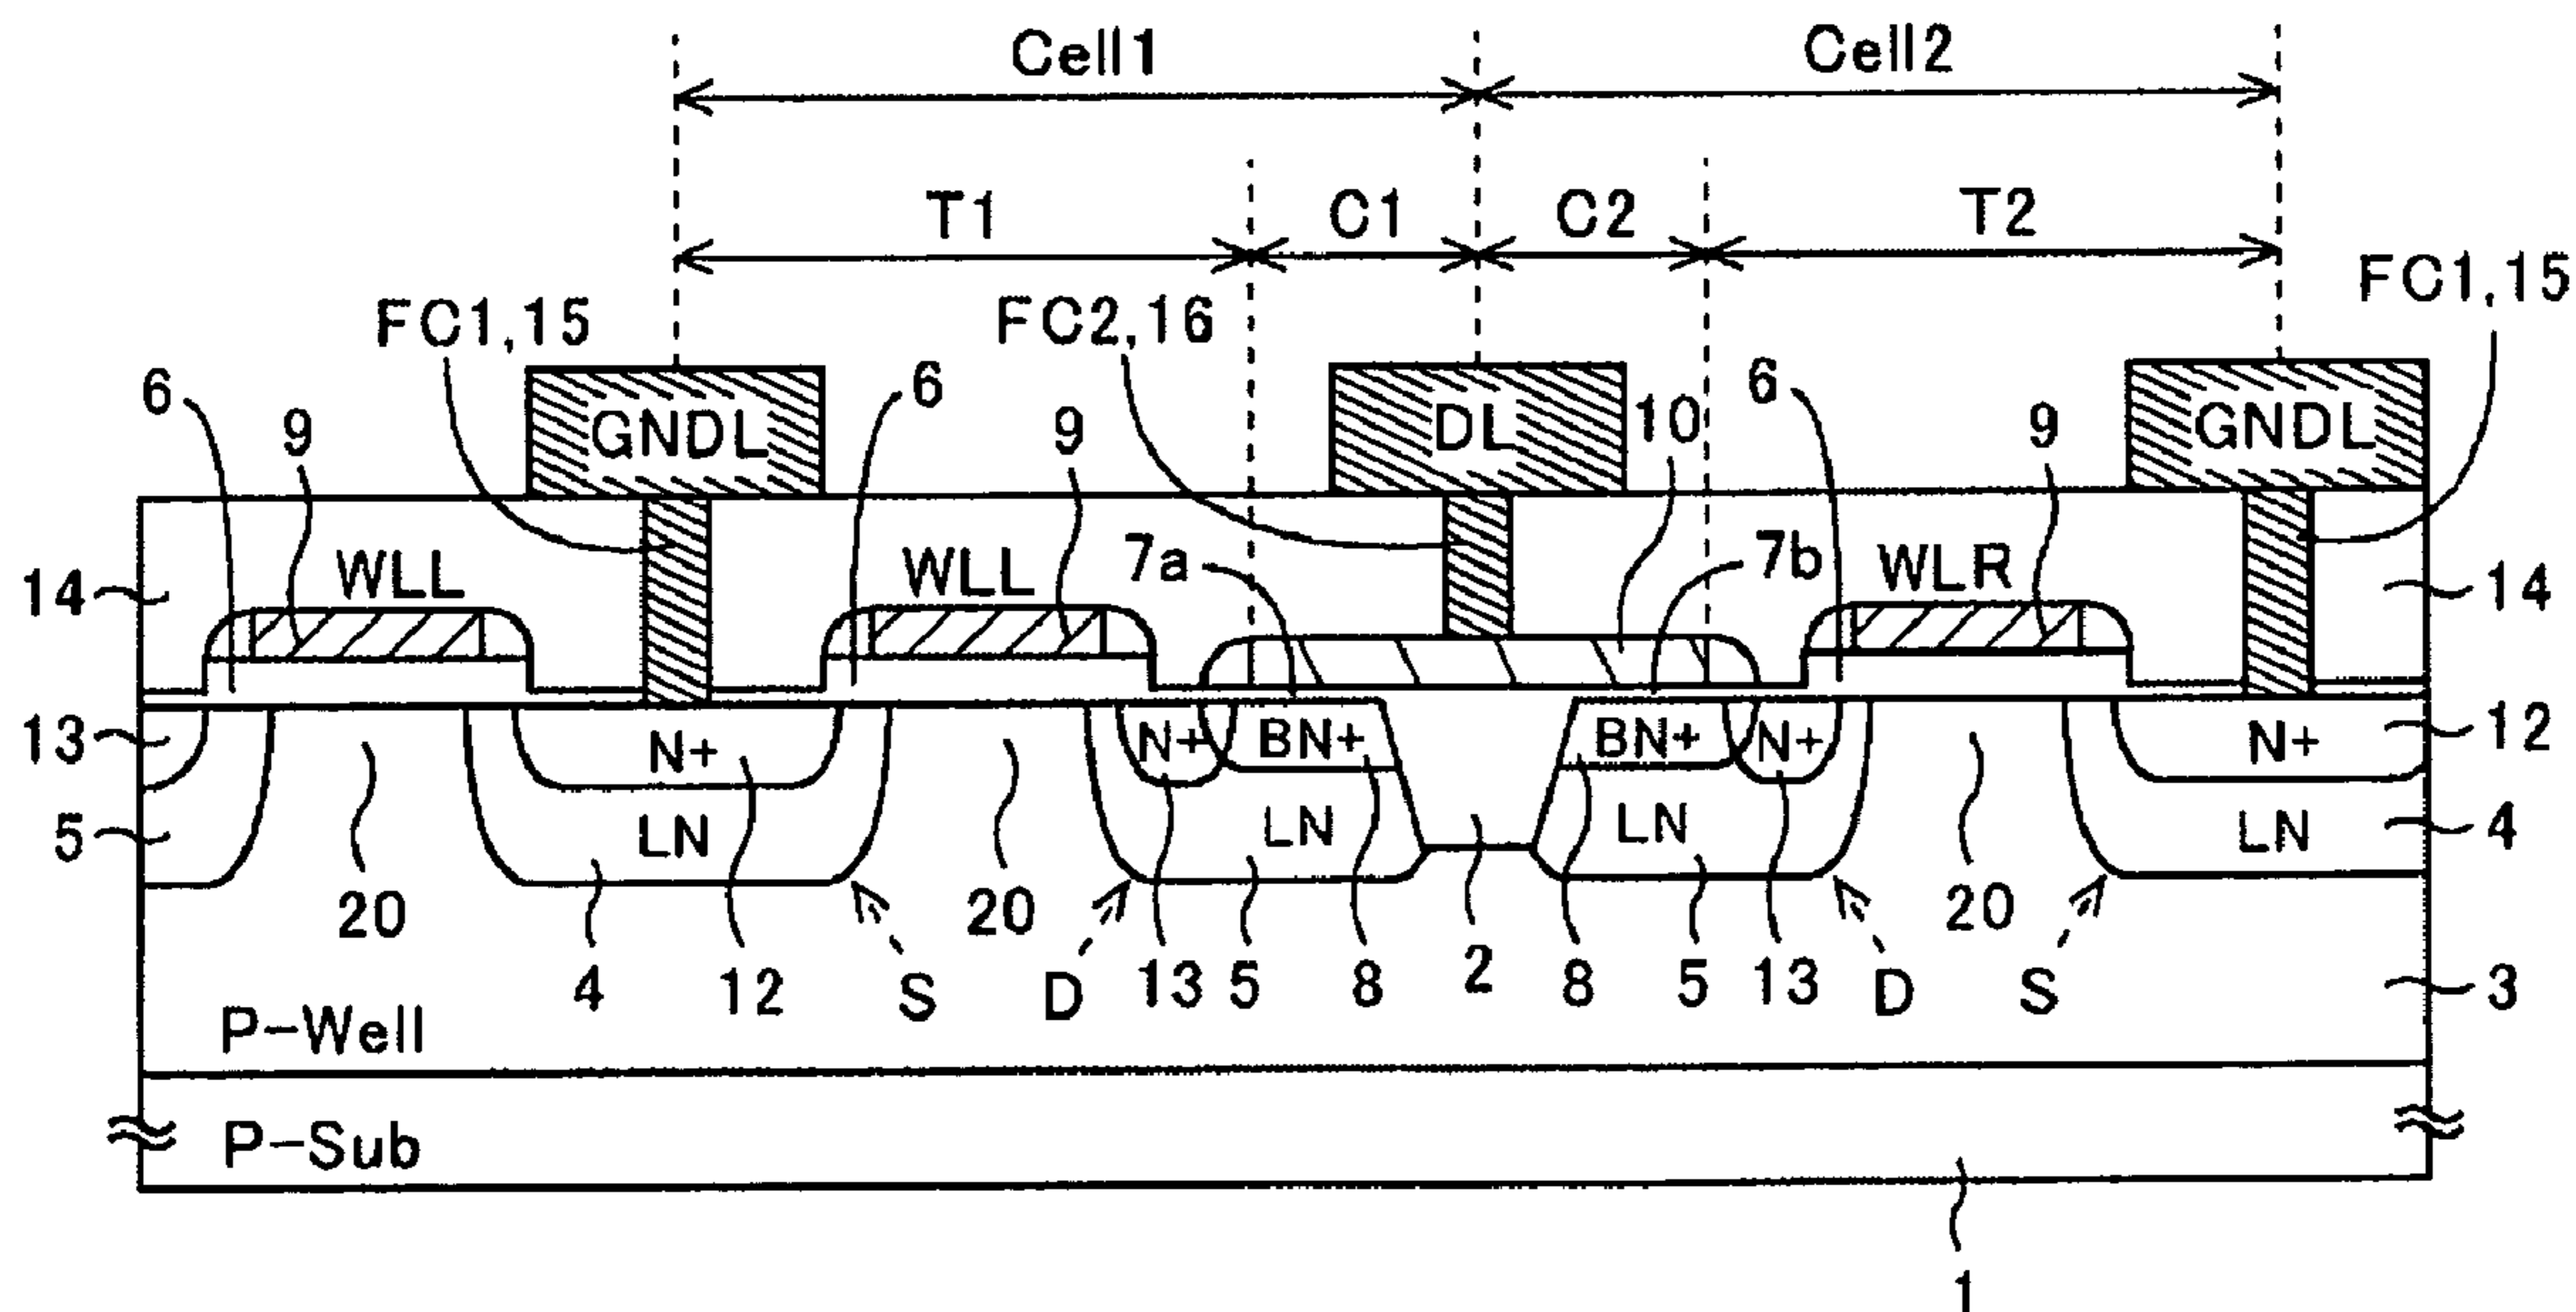 Cell1 Cell2
T1 C1 C2 T2
FC1,15 FC2,16 FC1,15
6 9 GNDL 6 9 DL 10 6 9 GNDL
14 WLL WLL 7a 7b WLR 14
13 N+ N+ BN+ BN+ N+ N+ 12
5 LN LN LN LN 4
20 20 20
4 12 S D 13 5 8 2 8 5 13 D S 3
P-Well
P-Sub
1